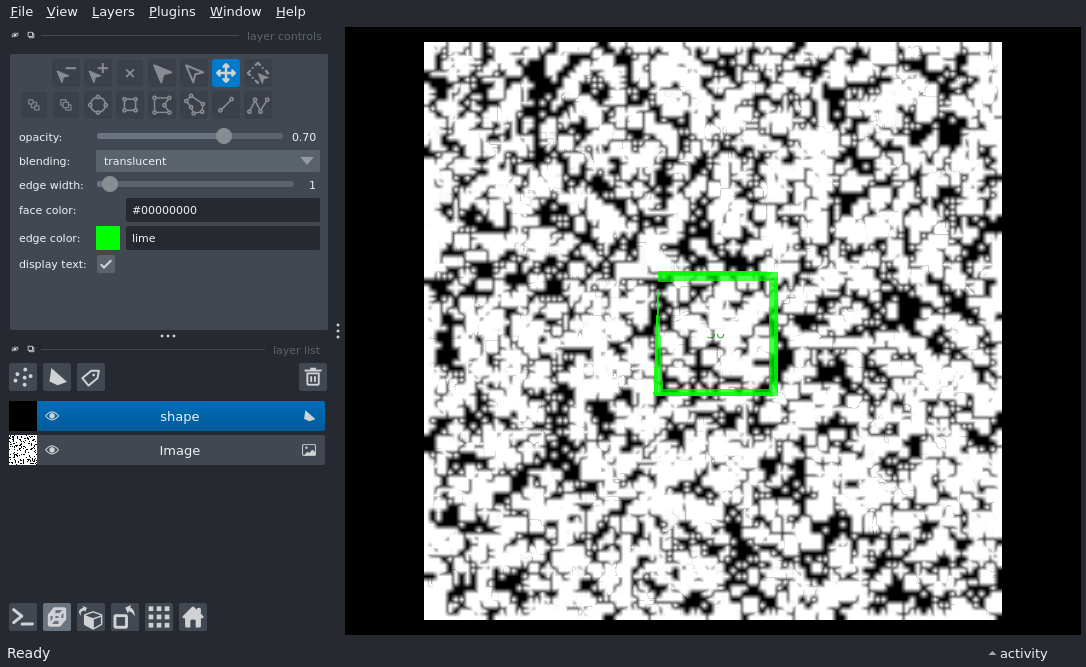 File View Layers Plugins Window Help
layer controls
opacity: 0.70
blending: translucent
edge width: 1
face color: #00000000
edge color: lime
display text:
layer list
shape
Image
Ready
activity